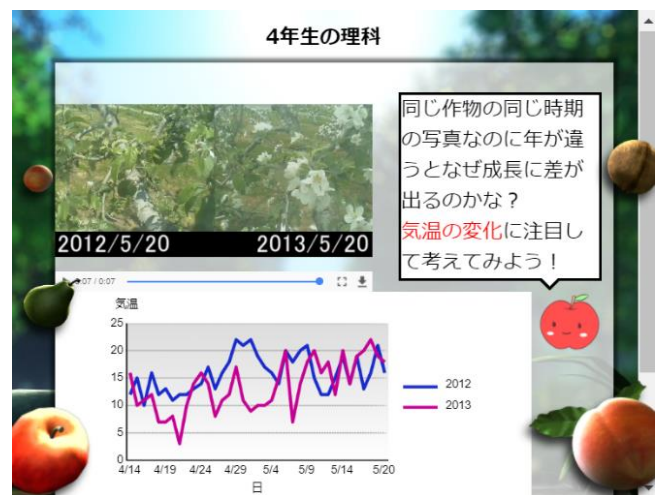 4年生の理科
2012/5/20 2013/5/20
同じ作物の同じ時期
の写真なのに年が違
うとなぜ成長に差が
出るのかな？
気温の変化に注目し
て考えてみよう！
0:07 / 0:07
気温
25
20
15
10
5
0
4/14 4/19 4/24 4/29 5/4 5/9 5/14 5/20
日
2012
2013